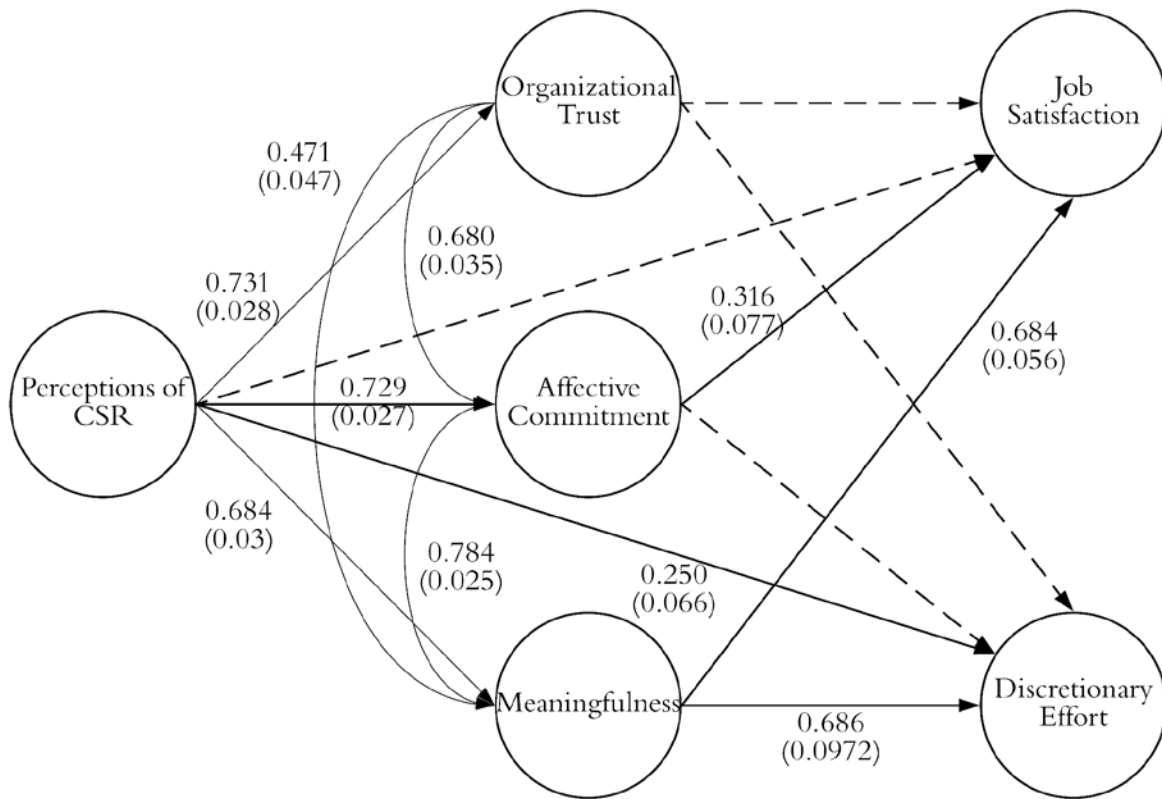 Organizational
Trust
Job
Satisfaction
0.471
(0.047)
0.680
(0.035)
0.731
(0.028)
0.316
(0.077)
0.684
(0.056)
Perceptions of
CSR
0.729
(0.027)
Affective
Commitment
0.684
(0.03)
0.784
(0.025)
0.250
(0.066)
Meaningfulness
0.686
(0.0972)
Discretionary
Effort